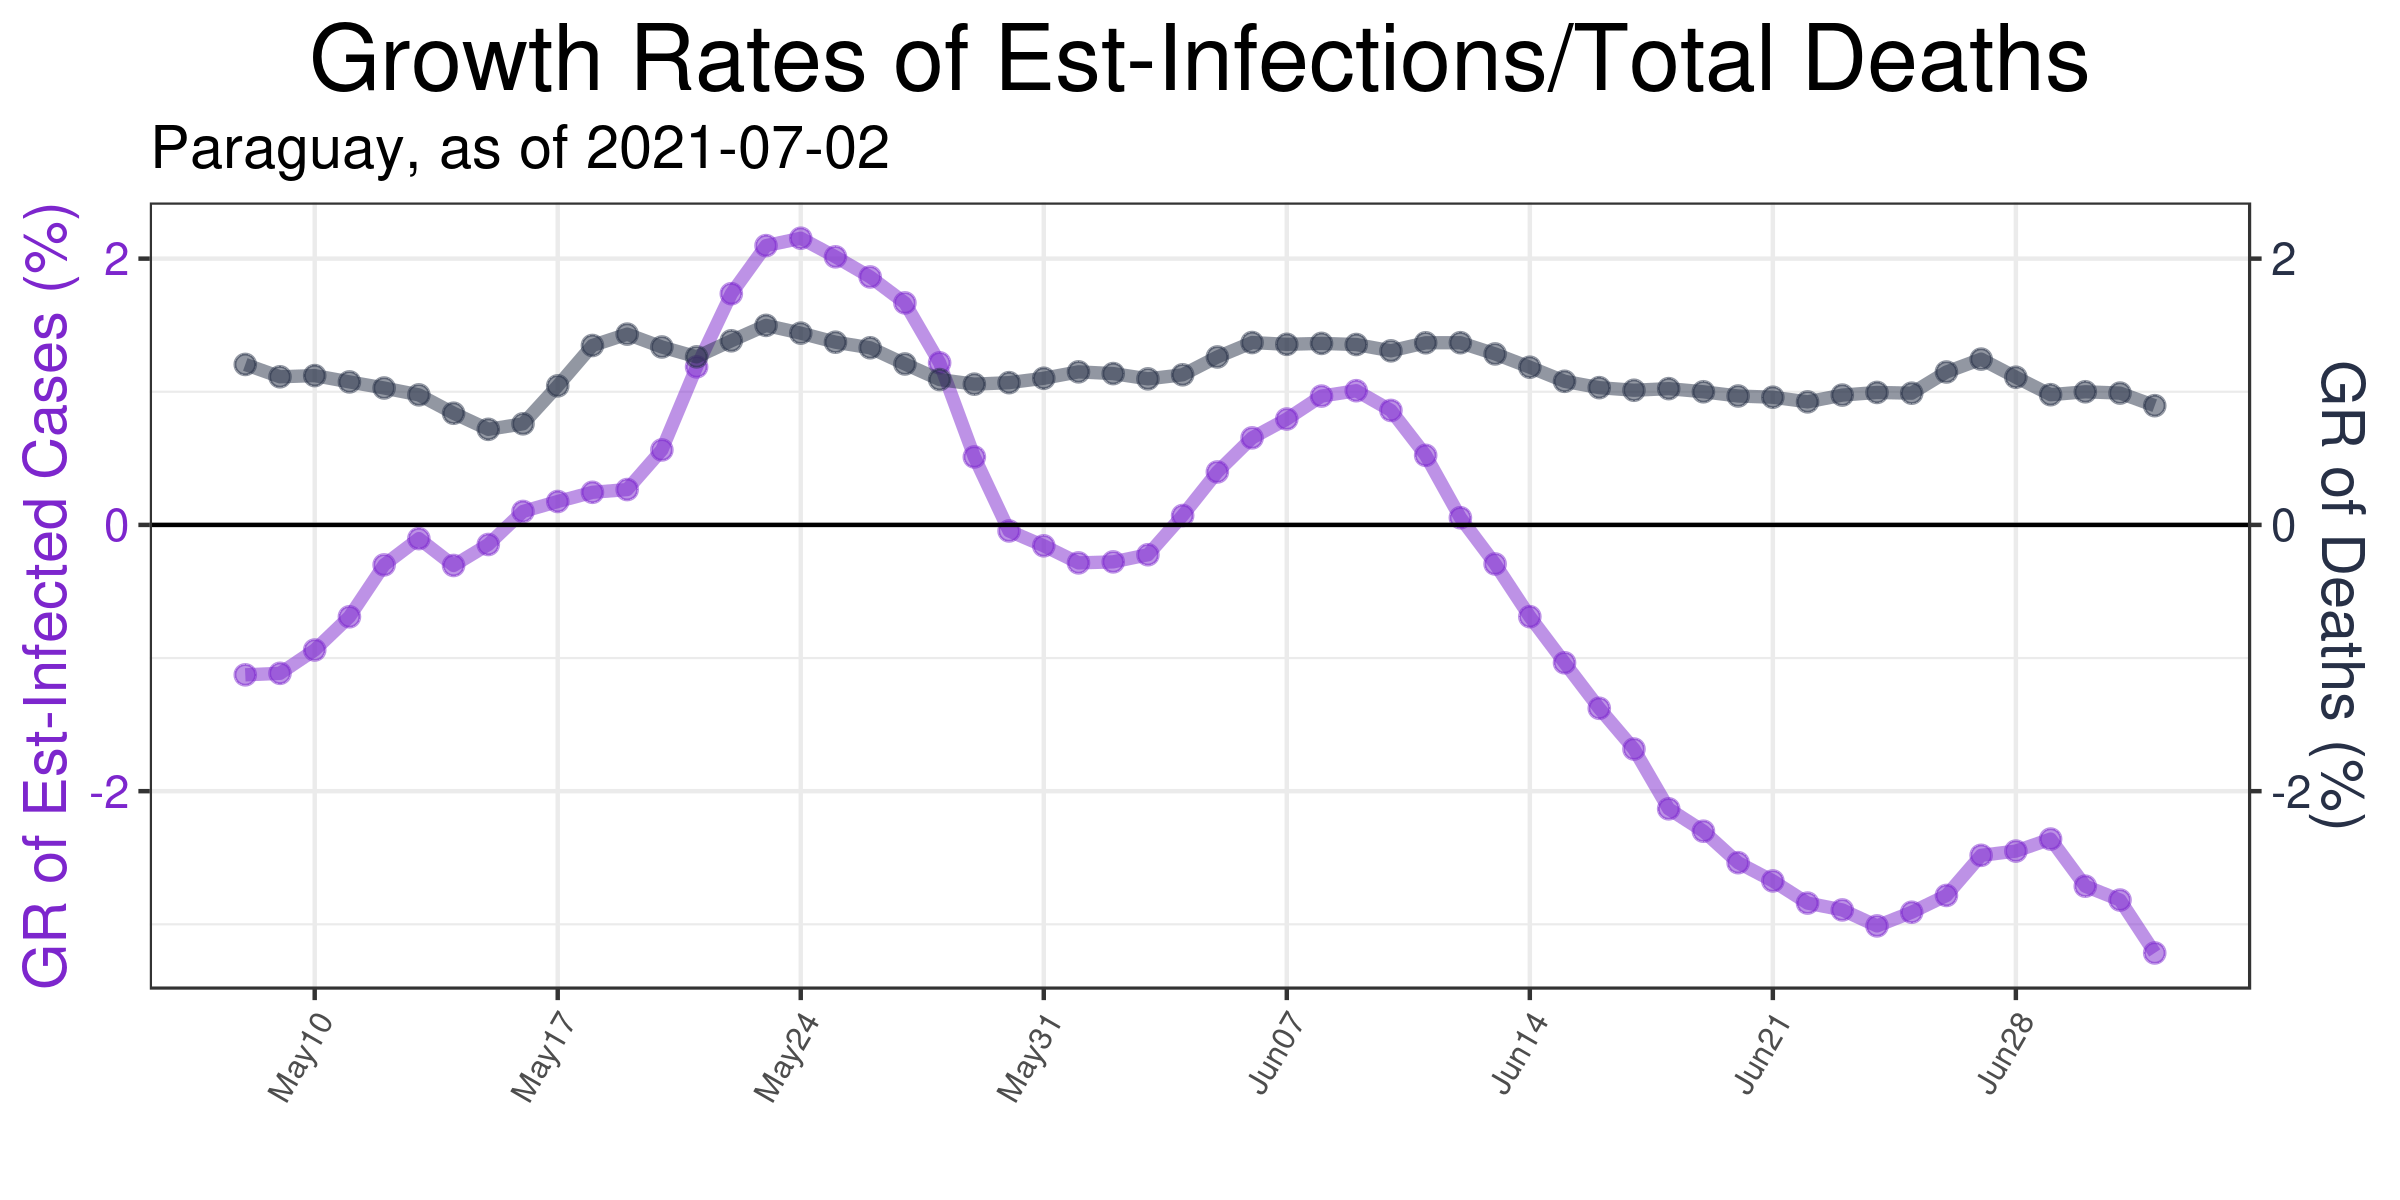 Growth Rates of Est-Infections/Total Deaths
Paraguay, as of 2021-07-02
GR of Est-Infected Cases (%)
2
0
-2
2
0
-2
GR of Deaths (%)
May10
May17
May24
May31
Jun07
Jun14
Jun21
Jun28